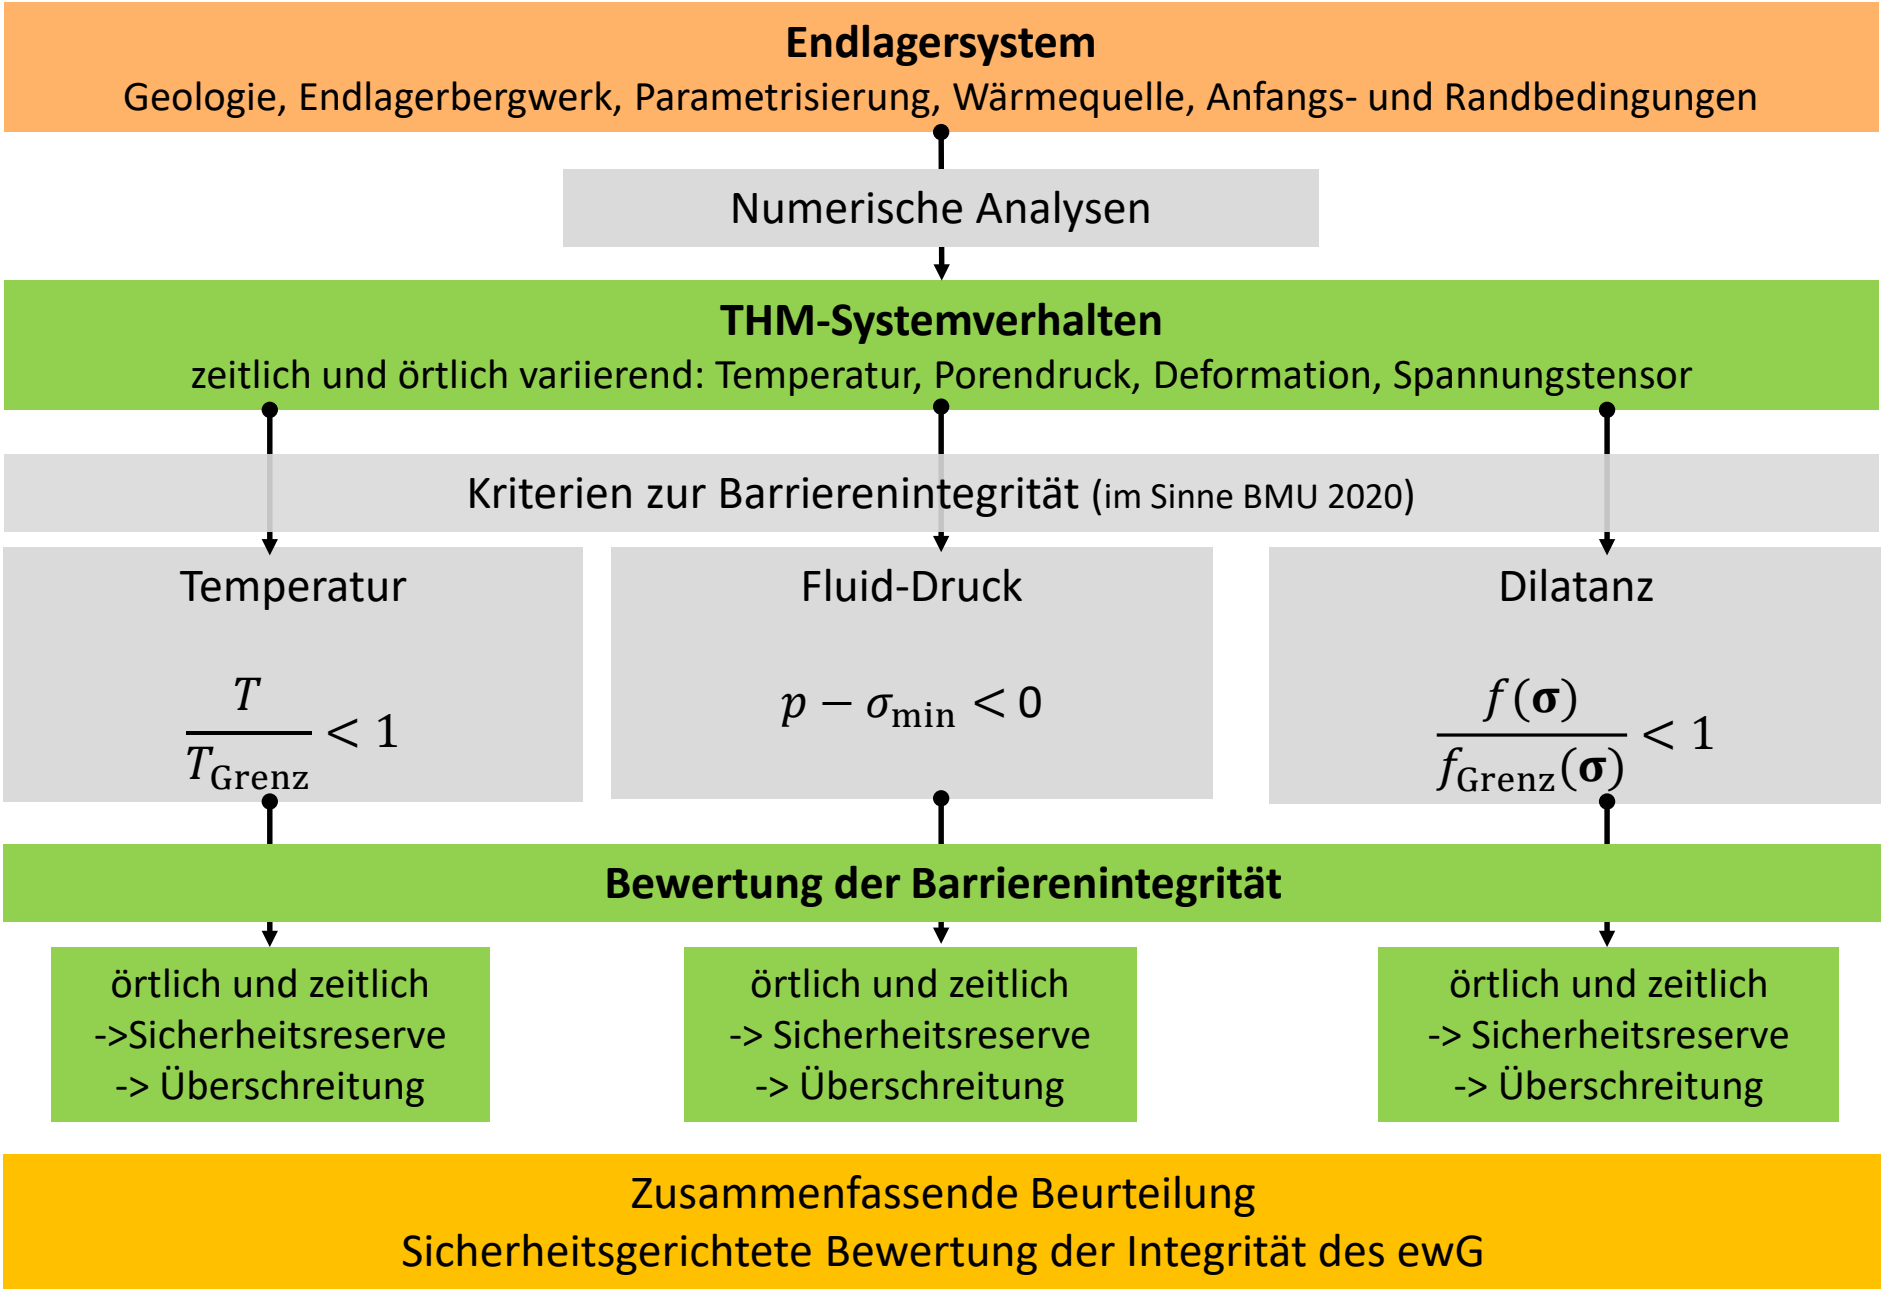 Endlagersystem
Geologie, Endlagerbergwerk, Parametrisierung, Wärmequelle, Anfangs- und Randbedingungen
Numerische Analysen
THM-Systemverhalten
zeitlich und örtlich variierend: Temperatur, Porendruck, Deformation, Spannungstensor
Kriterien zur Barrierenintegrität (im Sinne BMU 2020)
Temperatur
T
T_Grenz < 1
Fluid-Druck
p − σ_min < 0
Dilatanz
f(σ)
f_Grenz(σ) < 1
Bewertung der Barrierenintegrität
örtlich und zeitlich
->Sicherheitsreserve
-> Überschreitung
örtlich und zeitlich
-> Sicherheitsreserve
-> Überschreitung
örtlich und zeitlich
-> Sicherheitsreserve
-> Überschreitung
Zusammenfassende Beurteilung
Sicherheitsgerichtete Bewertung der Integrität des ewG